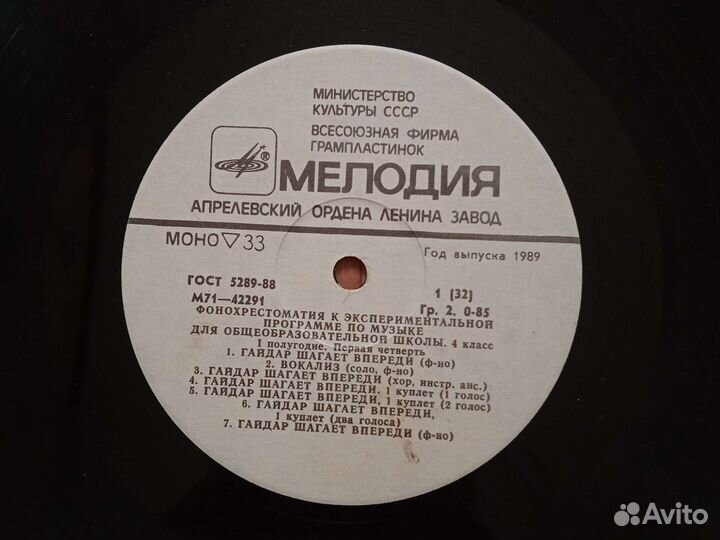 МИНИСТЕРСТВО
КУЛЬТУРЫ СССР
ВСЕСОЮЗНАЯ ФИРМА
ГРАМПЛАСТИНОК
®
МЕЛОДИЯ
АПРЕЛЕВСКИЙ ОРДЕНА ЛЕНИНА ЗАВОД
МОНО ▽ 33
Год выпуска 1989
ГОСТ 5289-88
1 (32)
М71—42291
Гр. 2. 0-85
ФОНОХРЕСТОМАТИЯ К ЭКСПЕРИМЕНТАЛЬНОЙ
ПРОГРАММЕ ПО МУЗЫКЕ
ДЛЯ ОБЩЕОБРАЗОВАТЕЛЬНОЙ ШКОЛЫ. 4 класс
1 полугодие. Первая четверть
1. ГАЙДАР ШАГАЕТ ВПЕРЕДИ (ф-но)
2. ВОКАЛИЗ (соло, ф-но)
3. ГАЙДАР ШАГАЕТ ВПЕРЕДИ (хор, инстр. анс.)
4. ГАЙДАР ШАГАЕТ ВПЕРЕДИ, 1 куплет (1 голос)
5. ГАЙДАР ШАГАЕТ ВПЕРЕДИ, 1 куплет (2 голос)
6. ГАЙДАР ШАГАЕТ ВПЕРЕДИ,
1 куплет (два голоса)
7. ГАЙДАР ШАГАЕТ ВПЕРЕДИ (ф-но)
Avito